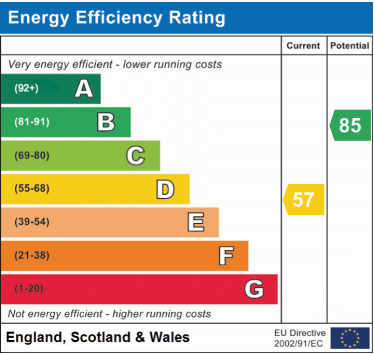 Energy Efficiency Rating
Current Potential
Very energy efficient - lower running costs
(92+) A
(81-91) B
85
(69-80) C
(55-68) D
57
(39-54) E
(21-38) F
(1-20) G
Not energy efficient - higher running costs
England, Scotland & Wales
EU Directive
2002/91/EC